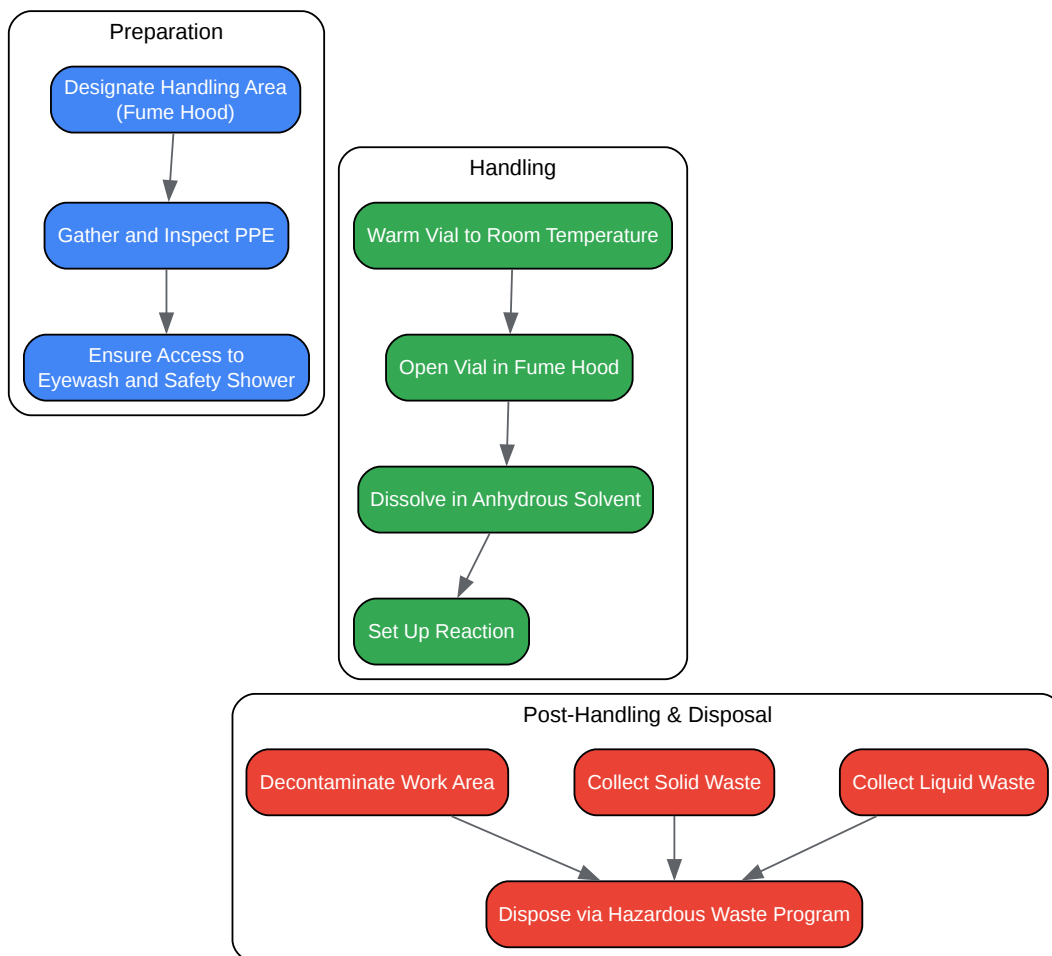 Preparation
Designate Handling Area
(Fume Hood)
Gather and Inspect PPE
Ensure Access to
Eyewash and Safety Shower
Handling
Warm Vial to Room Temperature
Open Vial in Fume Hood
Dissolve in Anhydrous Solvent
Set Up Reaction
Post-Handling & Disposal
Decontaminate Work Area
Collect Solid Waste
Collect Liquid Waste
Dispose via Hazardous Waste Program